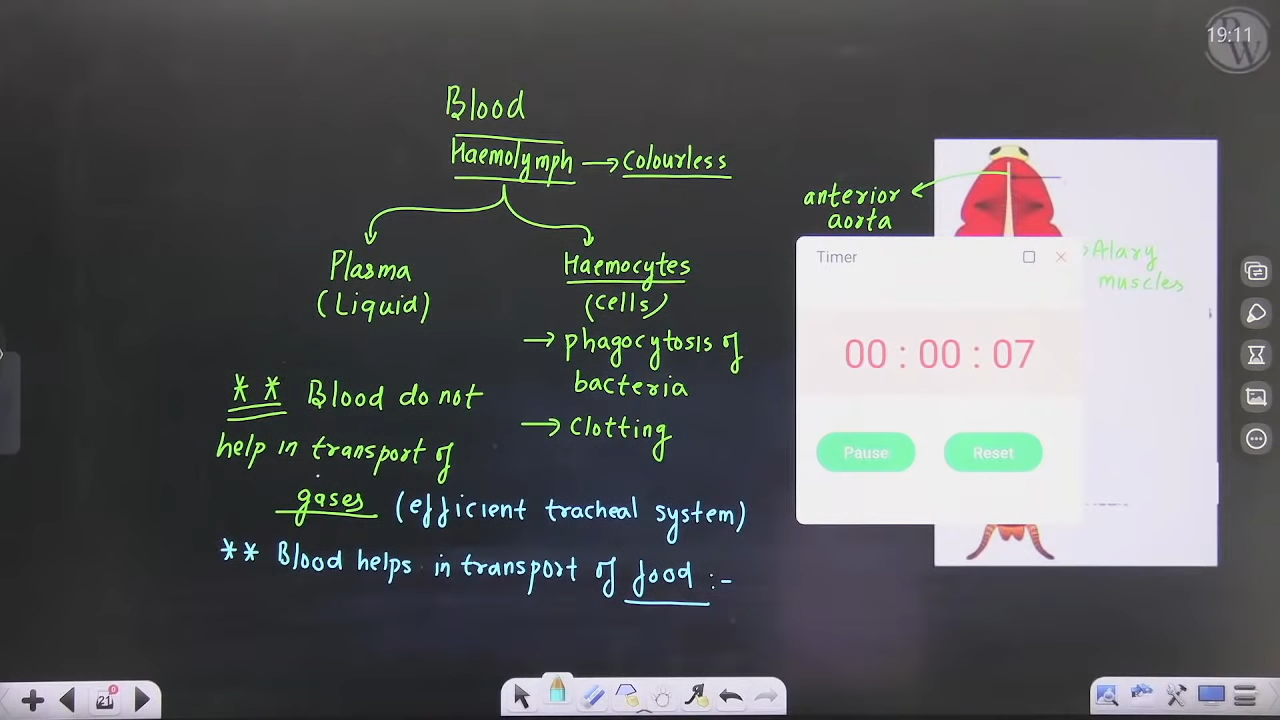 19:11
PW
Blood
Haemolymph → Colourless
Plasma
(Liquid)
Haemocytes
(cells)
→ phagocytosis of
bacteria
→ Clotting
** Blood do not
help in transport of
gases (efficient tracheal system)
** Blood helps in transport of food :-
anterior
aorta
Alary
muscles
Timer
00 : 00 : 07
Pause
Reset
21